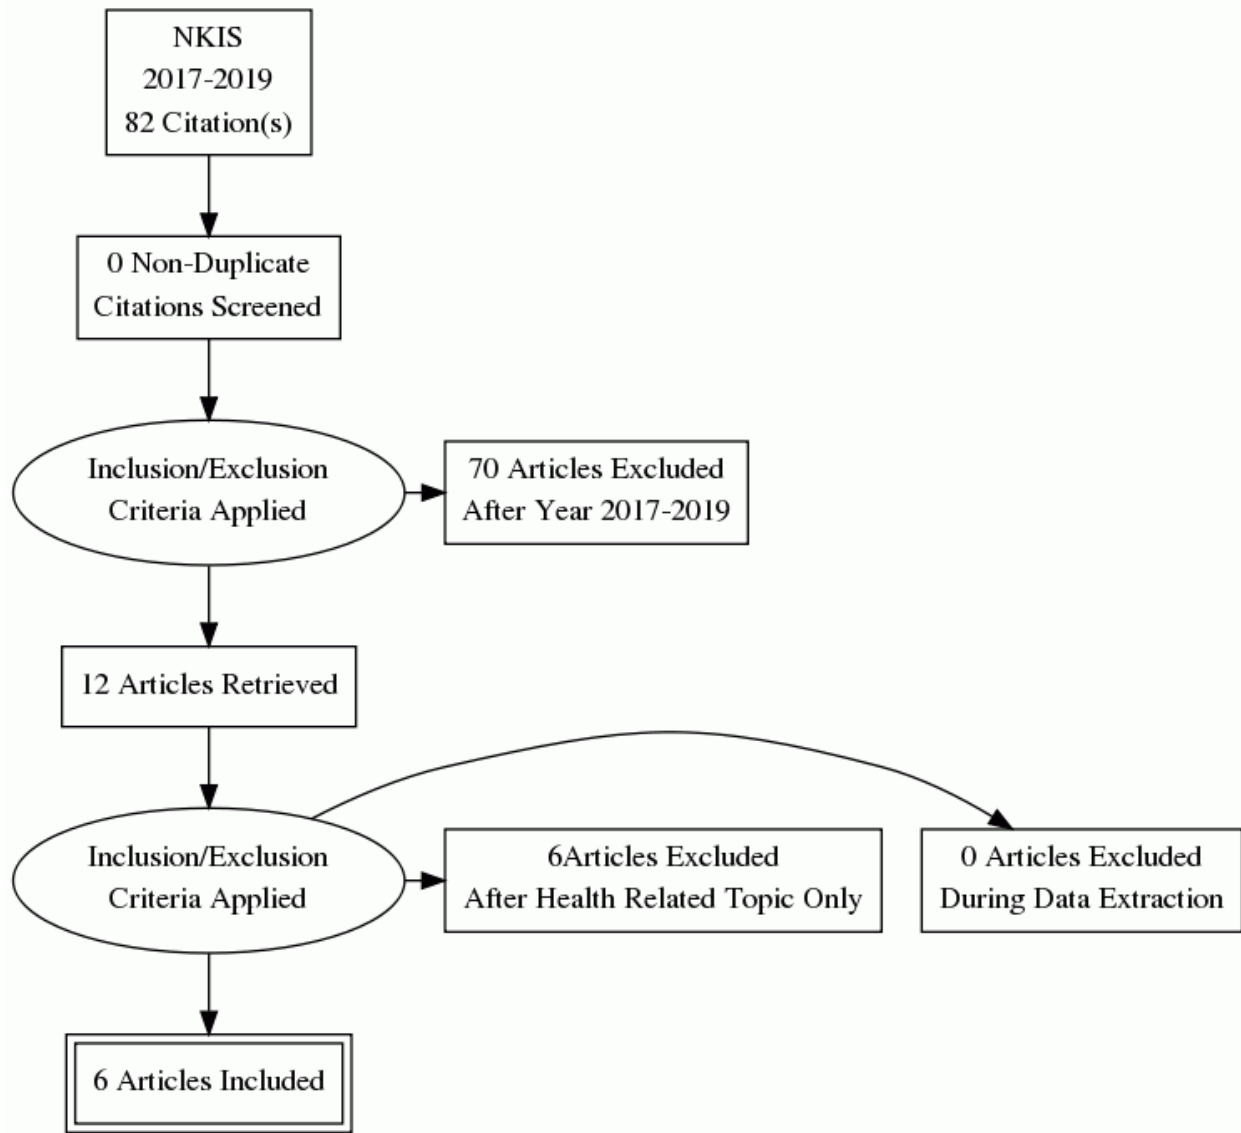 NKIS
2017-2019
82 Citation(s)
0 Non-Duplicate
Citations Screened
Inclusion/Exclusion
Criteria Applied
70 Articles Excluded
After Year 2017-2019
12 Articles Retrieved
Inclusion/Exclusion
Criteria Applied
6Articles Excluded
After Health Related Topic Only
0 Articles Excluded
During Data Extraction
6 Articles Included